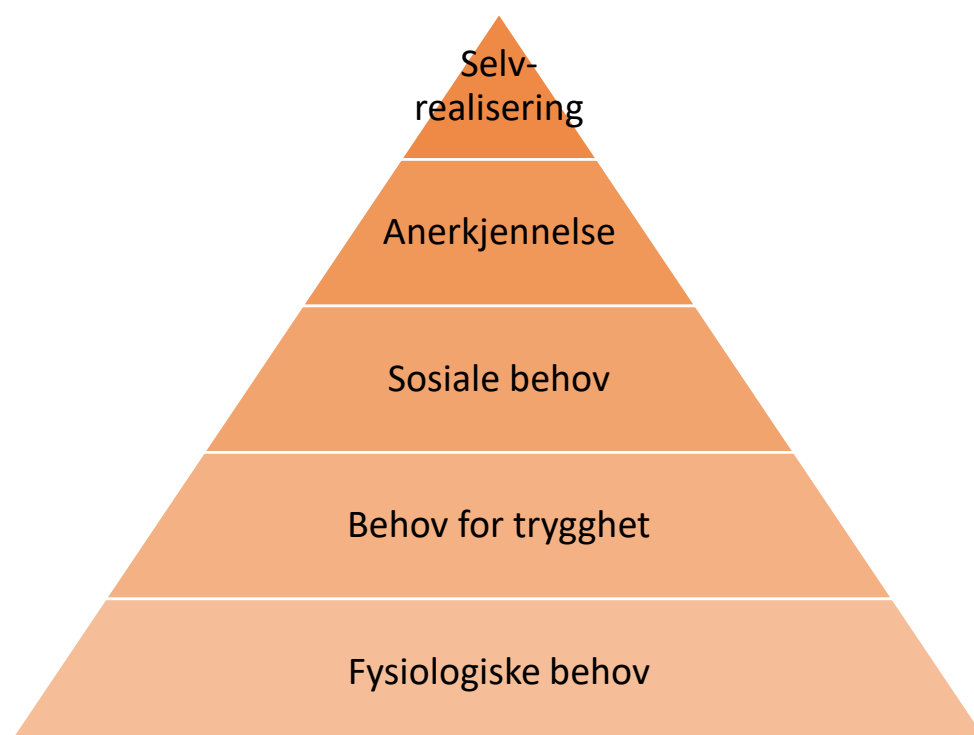 Selv-
realisering
Anerkjennelse
Sosiale behov
Behov for trygghet
Fysiologiske behov